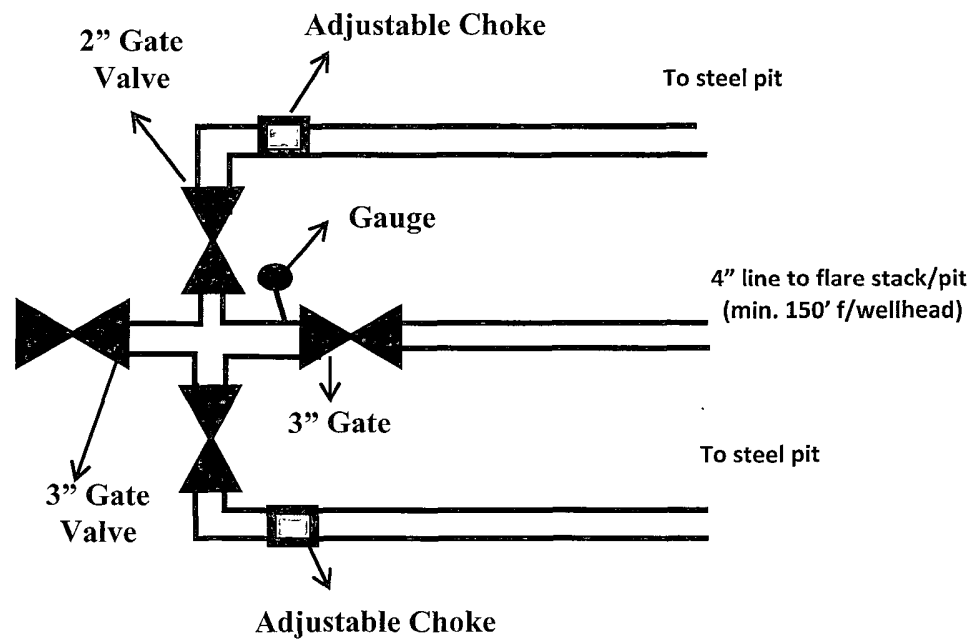 Adjustable Choke
2” Gate
Valve
To steel pit
Gauge
4” line to flare stack/pit
(min. 150’ f/wellhead)
3” Gate
To steel pit
3” Gate
Valve
Adjustable Choke